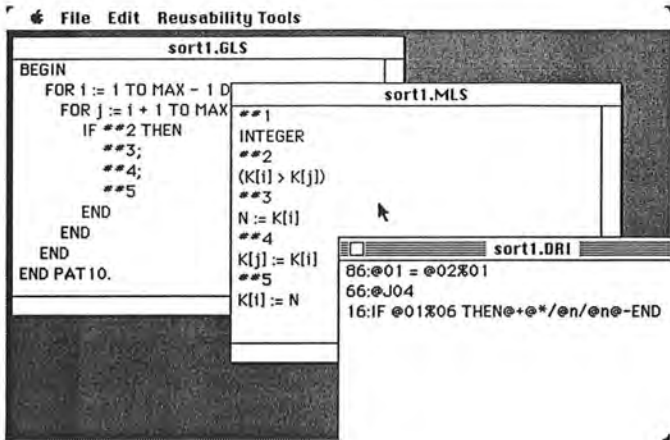 File Edit Reusability Tools
sort1.GLS
BEGIN
FOR i := 1 TO MAX - 1 D
FOR j := i + 1 TO MAX
IF **2 THEN
**3;
**4;
**5
END
END
END
END PAT10.
sort1.MLS
**1
INTEGER
**2
(K[i] > K[j])
**3
N := K[i]
**4
K[j] := K[i]
**5
K[i] := N
sort1.DRI
86:@01 = @02%01
66:@J04
16:IF @01%06 THEN@+@*/@n/@n@-END